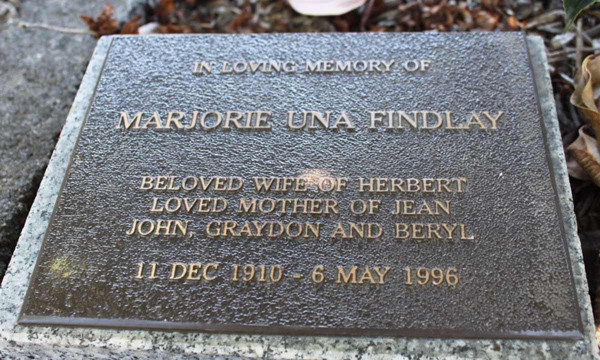 IN LOVING MEMORY OF
MARJORIE UNA FINDLAY
BELOVED WIFE OF HERBERT
LOVED MOTHER OF JEAN
JOHN, GRAYDON AND BERYL
11 DEC 1910 - 6 MAY 1996